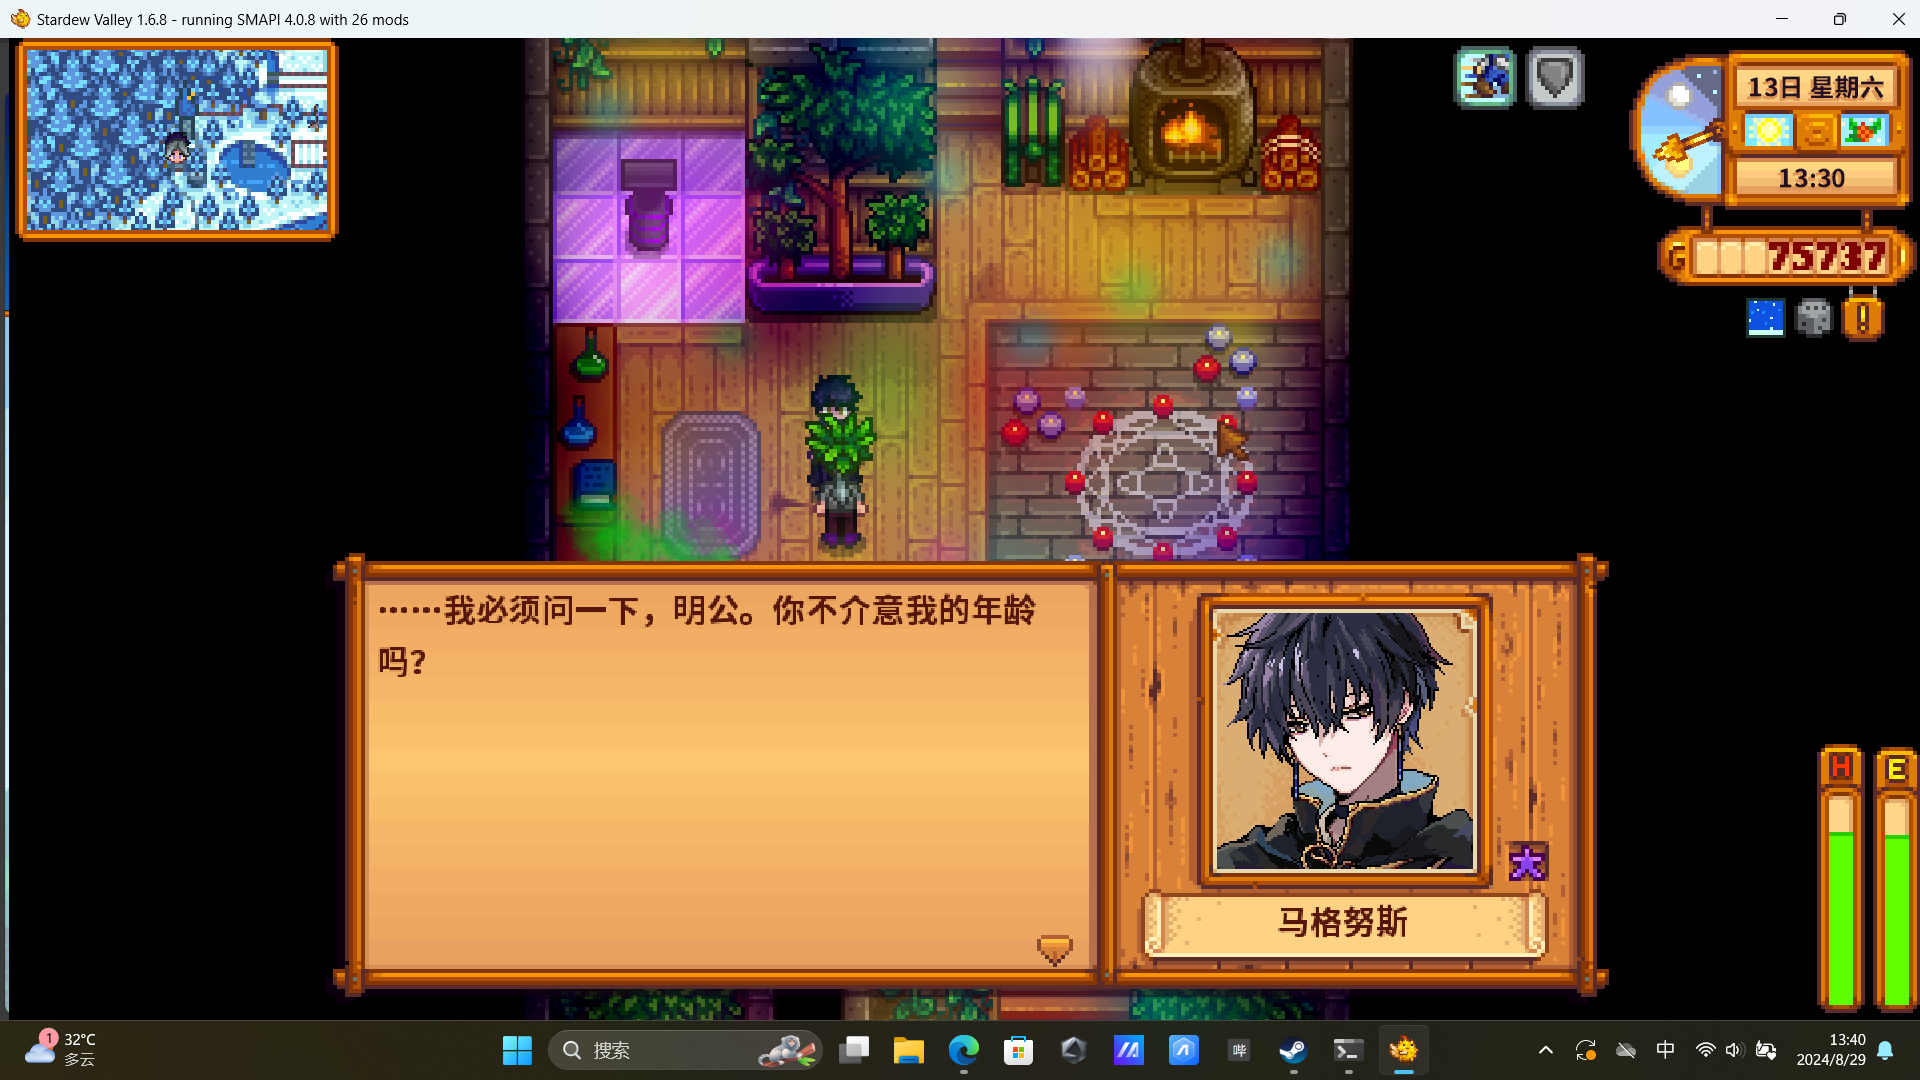 Stardew Valley 1.6.8 - running SMAPI 4.0.8 with 26 mods
13日 星期六
13:30
G 75737
……我必须问一下，明公。你不介意我的年龄
吗？
马格努斯
H
E
1
32°C
多云
搜索
哔
中
13:40
2024/8/29